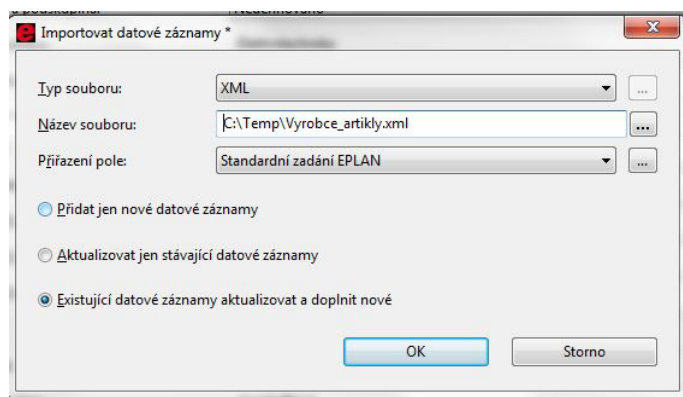 Importovat datové záznamy *
Typ souboru:
XML
...
Název souboru:
C:\Temp\Vyrobce_artikly.xml
...
Přiřazení pole:
Standardní zadání EPLAN
...
Přidat jen nové datové záznamy
Aktualizovat jen stávající datové záznamy
Existující datové záznamy aktualizovat a doplnit nové
OK
Storno